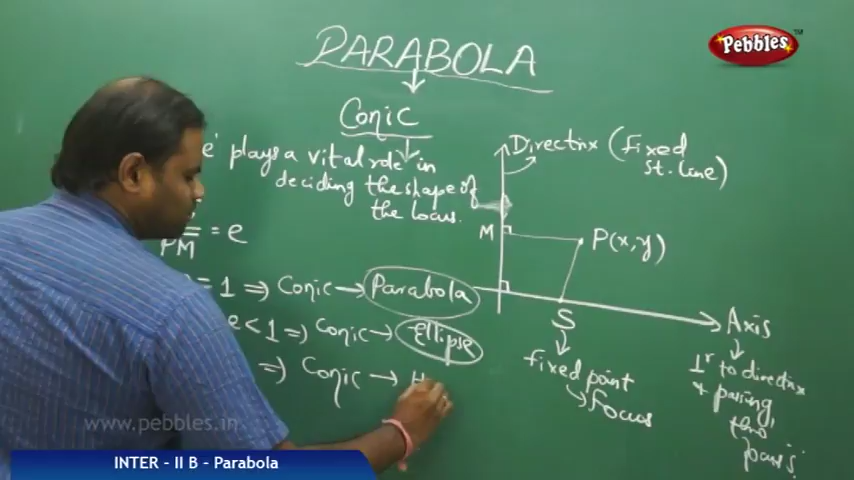 PARABOLA
Pebbles™
Conic
'e' plays a vital role in
deciding the shape of
the locus.
PM = e
= 1 ⇒ Conic → Parabola
e < 1 ⇒ Conic → Ellipse
⇒ Conic → H
Directrix (fixed
st. line)
M
P(x,y)
S
fixed point
focus
Axis
⊥r to directrix
& passing
thro
focus
www.pebbles.in
INTER - II B - Parabola